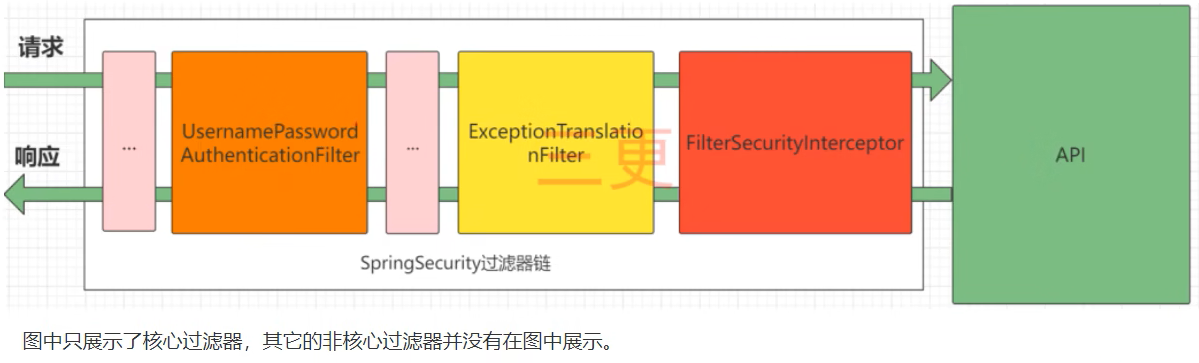 请求
响应
...
UsernamePassword
AuthenticationFilter
...
ExceptionTranslatio
nFilter
三更
FilterSecurityInterceptor
API
SpringSecurity过滤器链
图中只展示了核心过滤器，其它的非核心过滤器并没有在图中展示。